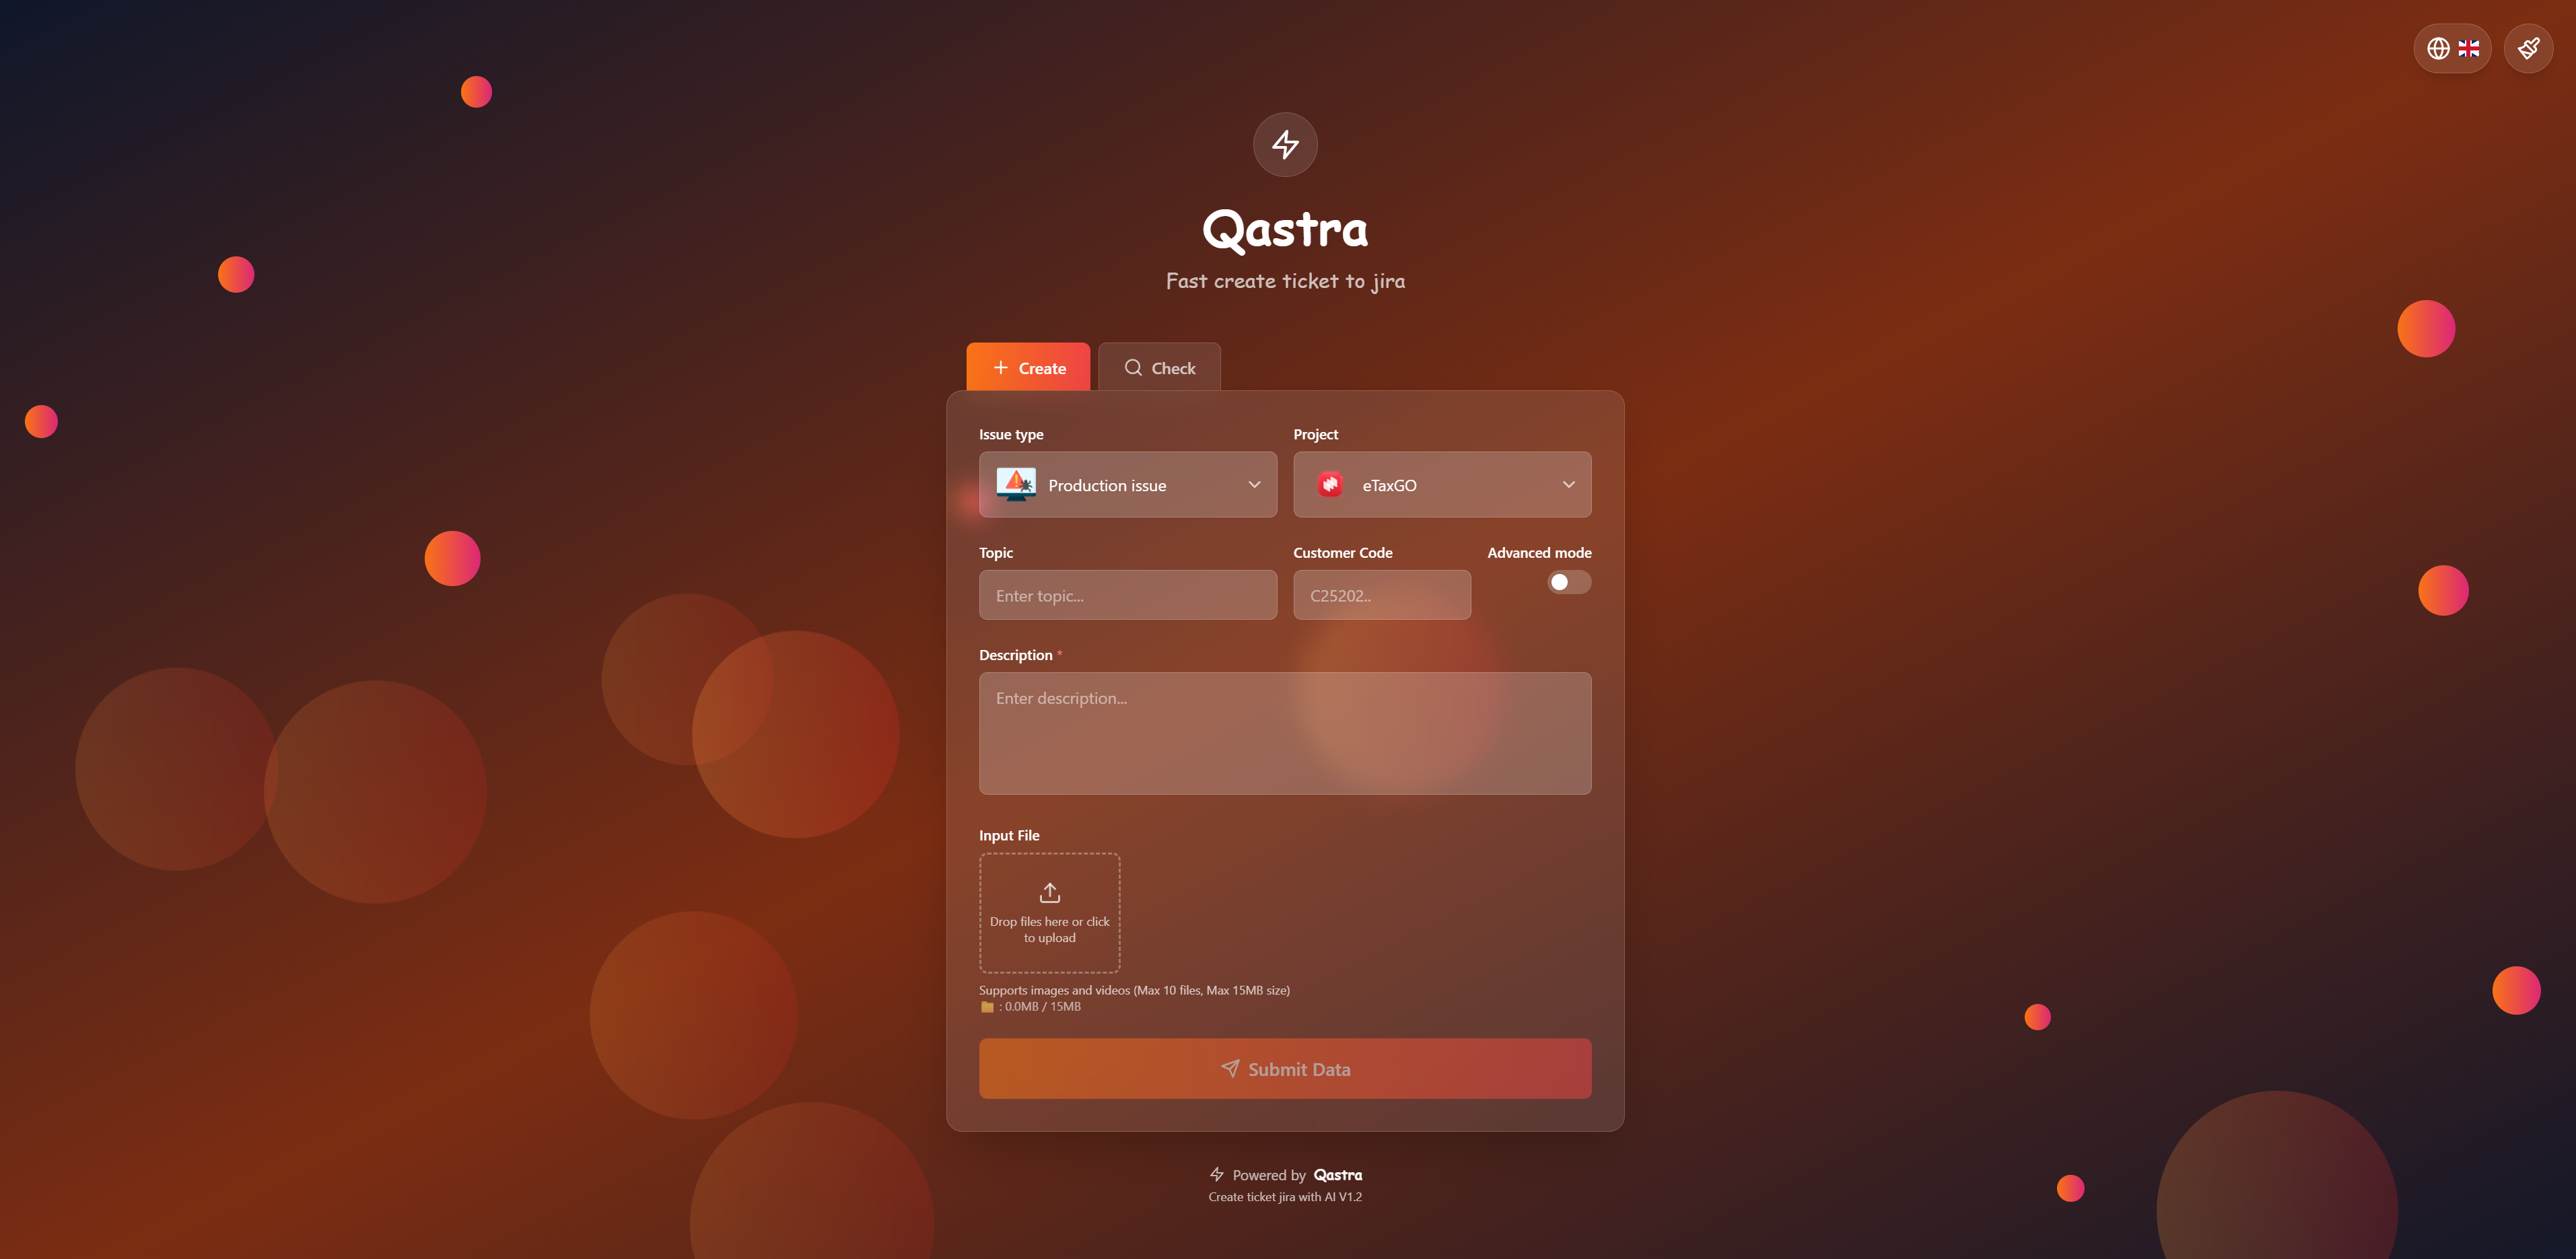 Qastra
Fast create ticket to jira
Create
Check
Issue type
Project
Production issue
eTaxGO
Topic
Customer Code
Advanced mode
Enter topic...
C25202..
Description *
Enter description...
Input File
Drop files here or click
to upload
Supports images and videos (Max 10 files, Max 15MB size)
: 0.0MB / 15MB
Submit Data
Powered by Qastra
Create ticket jira with AI V1.2